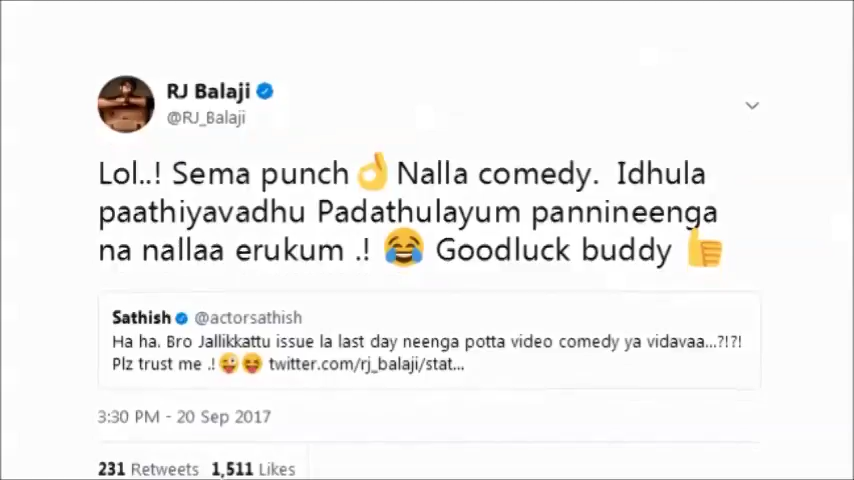 RJ Balaji
@RJ_Balaji
Lol..! Sema punch👌Nalla comedy. Idhula
paathiyavadhu Padathulayum pannineenga
na nallaa erukum .! 😂 Goodluck buddy 👍
Sathish @actorsathish
Ha ha. Bro Jallikkattu issue la last day neenga potta video comedy ya vidavaa...?!?!
Plz trust me .!😜😝 twitter.com/rj_balaji/stat...
3:30 PM - 20 Sep 2017
231 Retweets 1,511 Likes